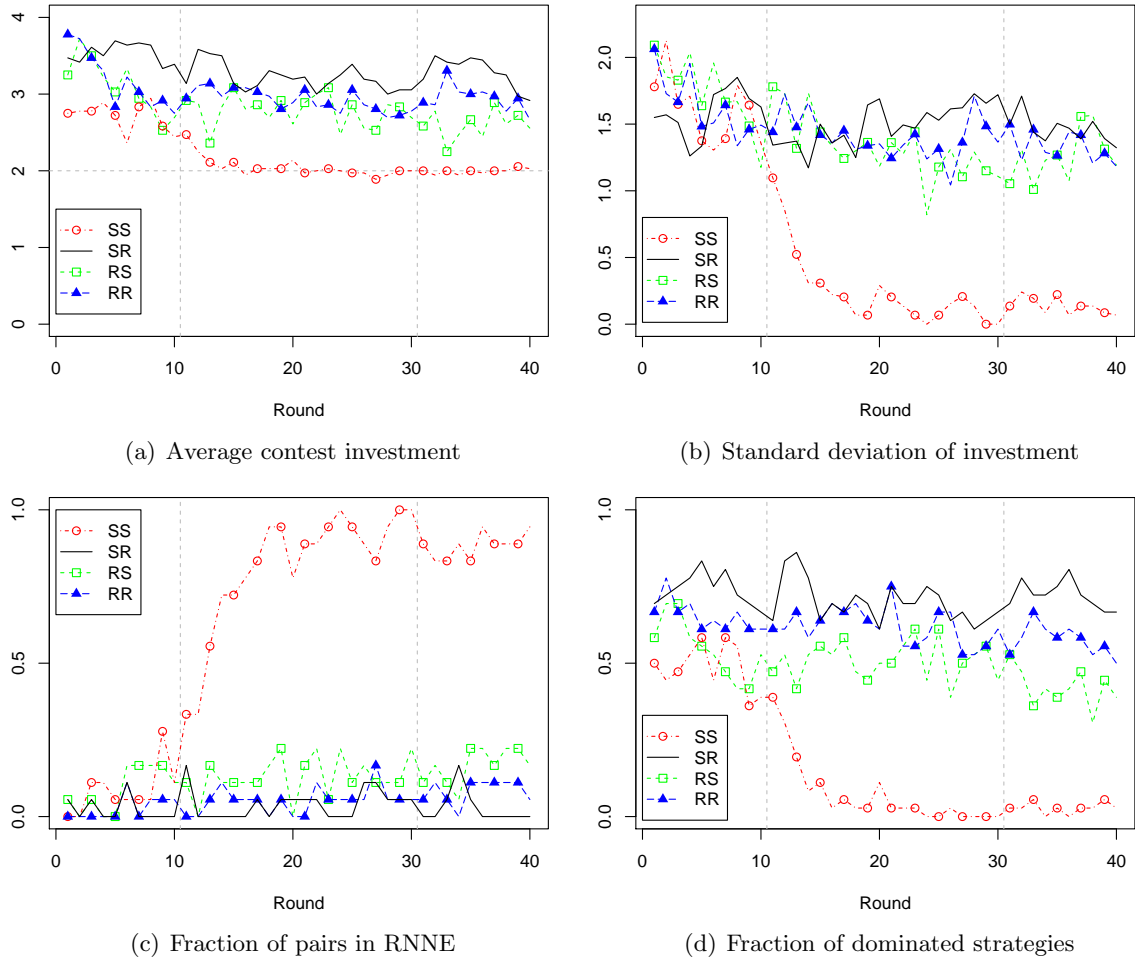 4
3
2
1
0
SS
SR
RS
RR
0 10 20 30 40
Round
(a) Average contest investment
2.0
1.5
1.0
0.5
0.0
SS
SR
RS
RR
0 10 20 30 40
Round
(b) Standard deviation of investment
1.0
0.5
0.0
SS
SR
RS
RR
0 10 20 30 40
Round
(c) Fraction of pairs in RNNE
1.0
0.5
0.0
SS
SR
RS
RR
0 10 20 30 40
Round
(d) Fraction of dominated strategies